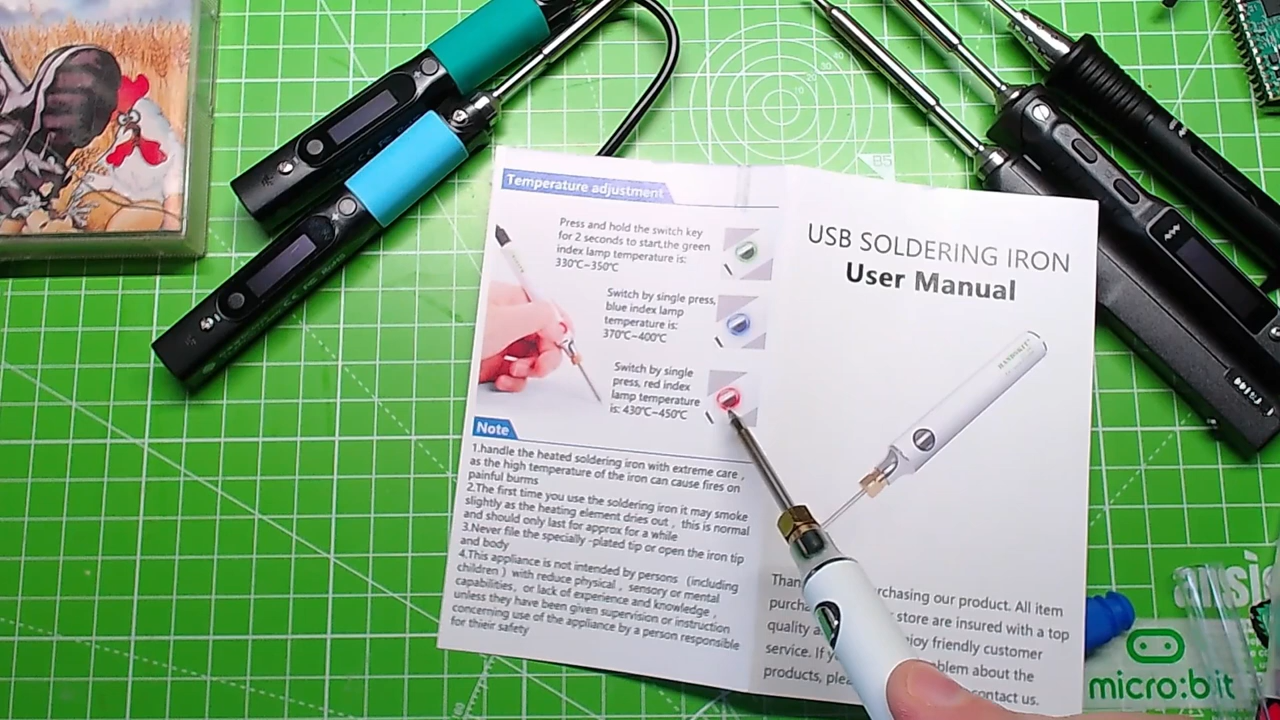 Temperature adjustment
Press and hold the switch key
for 2 seconds to start,the green
index lamp temperature is:
330℃~350℃
Switch by single press,
blue index lamp
temperature is:
370℃~400℃
Switch by single
press, red index
lamp temperature
is: 430℃~450℃
Note
1.handle the heated soldering iron with extreme care ,
as the high temperature of the iron can cause fires on
painful burns
2.The first time you use the soldering iron it may smoke
slightly as the heating element dries out , this is normal
and should only last for approx for a while
3.Never file the specially -plated tip or open the iron tip
and body
4.This appliance is not intended by persons (including
children ) with reduce physical , sensory or mental
capabilities, or lack of experience and knowledge ,
unless they have been given supervision or instruction
concerning use of the appliance by a person responsible
for thieir safety
USB SOLDERING IRON
User Manual
HANDSKIT
Than rchasing our product. All item
purcha store are insured with a top
quality a joy friendly customer
service. If y blem about the
products, plea contact us.
B5
micro:bit
TS100